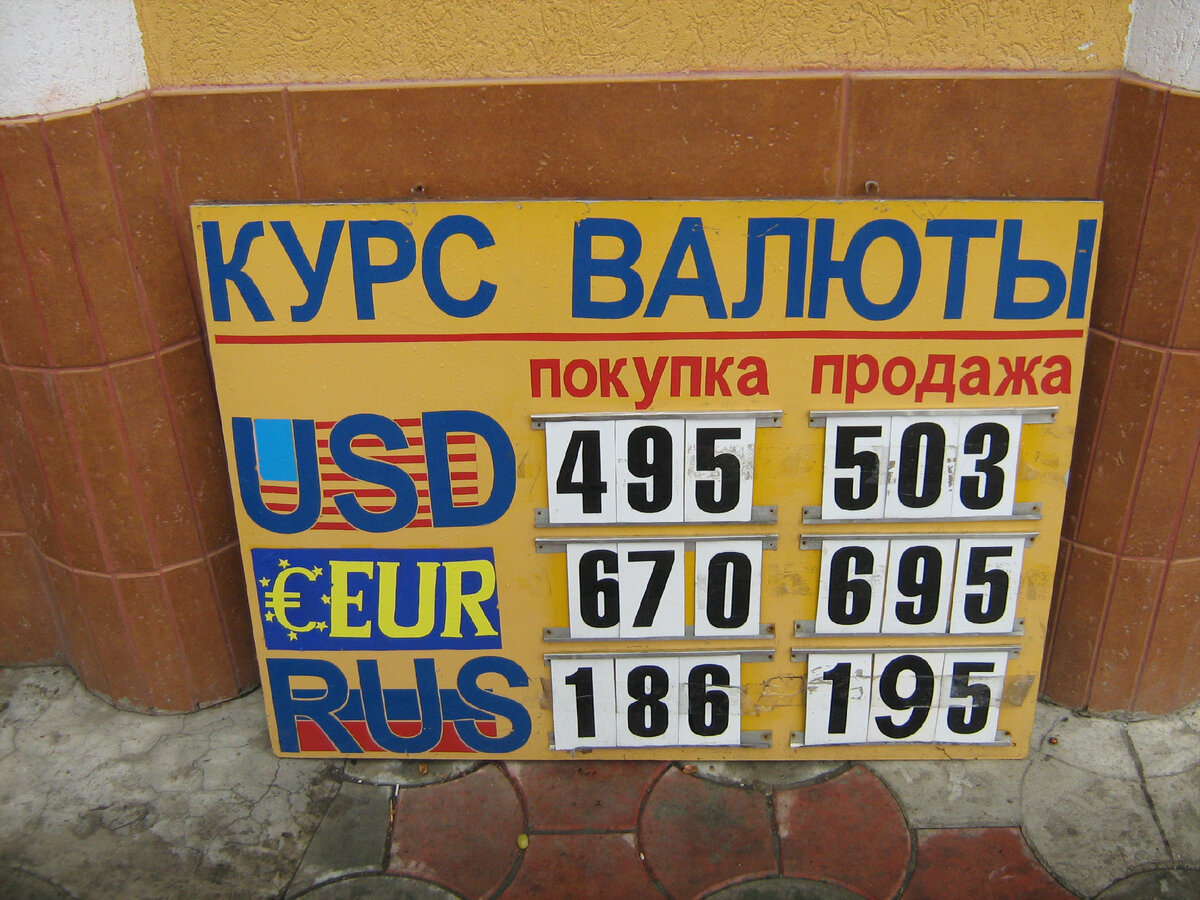 КУРС ВАЛЮТЫ
покупка продажа
USD 495 503
€EUR 670 695
RUS 186 195